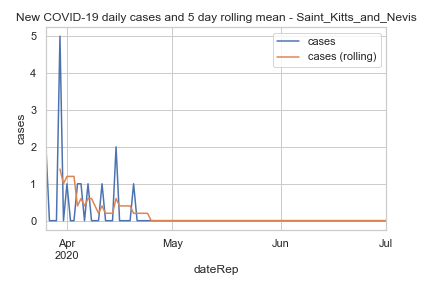 New COVID-19 daily cases and 5 day rolling mean - Saint_Kitts_and_Nevis
cases
cases (rolling)
5
4
3
2
1
0
cases
Apr
2020
May
Jun
Jul
dateRep